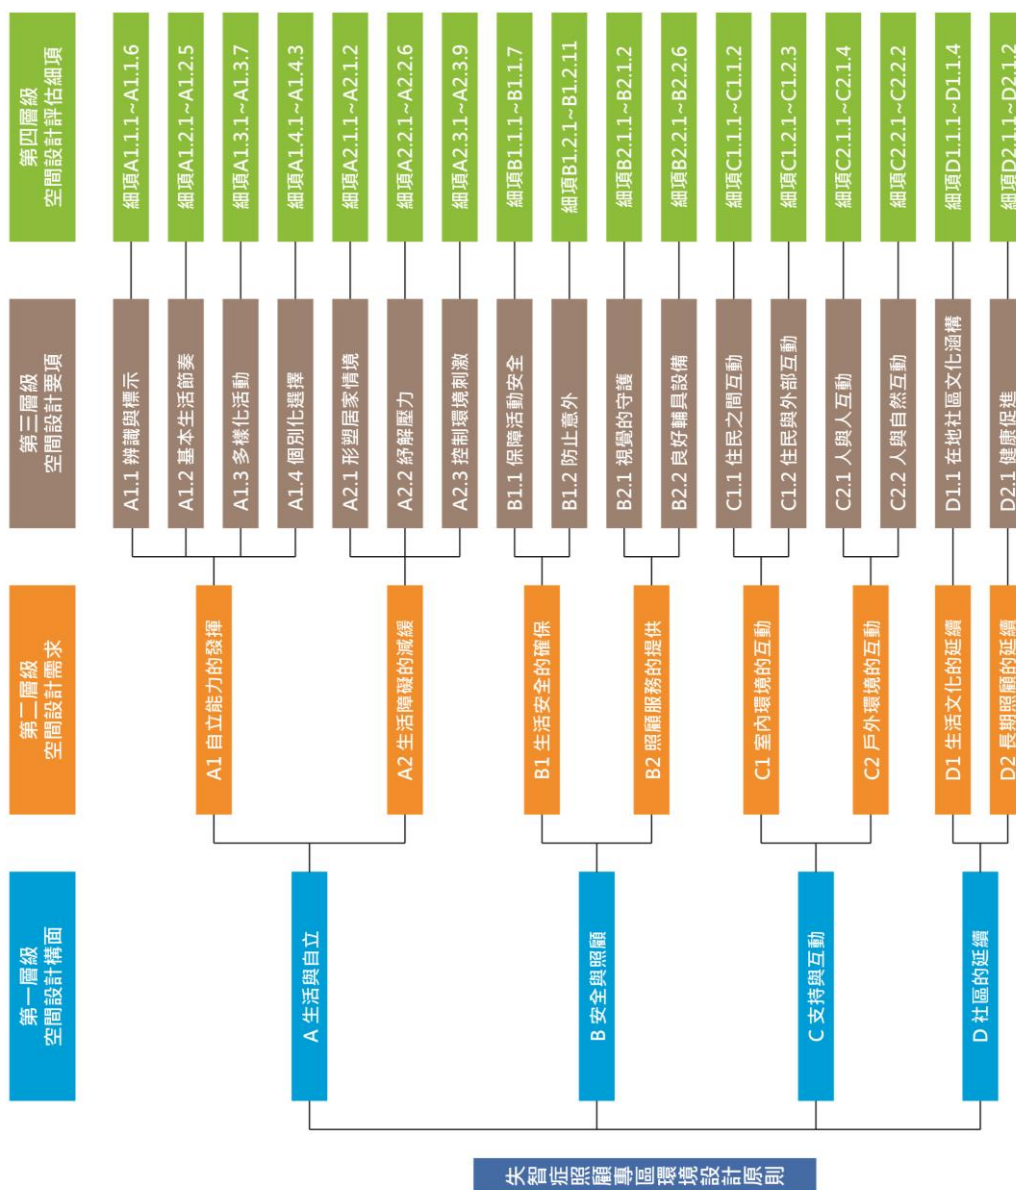 失智症照顧專區環境設計原則
第一層級
空間設計構面
A 生活與自立
B 安全與照顧
C 支持與互動
D 社區的延續
第二層級
空間設計需求
A1 自立能力的發揮
A2 生活障礙的減緩
B1 生活安全的確保
B2 照顧服務的提供
C1 室內環境的互動
C2 戶外環境的互動
D1 生活文化的延續
D2 長期照顧的延續
第三層級
空間設計要項
A1.1 辨識與標示
A1.2 基本生活節奏
A1.3 多樣化活動
A1.4 個別化選擇
A2.1 形塑居家情境
A2.2 紓解壓力
A2.3 控制環境刺激
B1.1 保障活動安全
B1.2 防止意外
B2.1 視覺的守護
B2.2 良好輔具設備
C1.1 住民之間互動
C1.2 住民與外部互動
C2.1 人與人互動
C2.2 人與自然互動
D1.1 在地社區文化涵構
D2.1 健康促進
第四層級
空間設計評估細項
細項A1.1.1~A1.1.6
細項A1.2.1~A1.2.5
細項A1.3.1~A1.3.7
細項A1.4.1~A1.4.3
細項A2.1.1~A2.1.2
細項A2.2.1~A2.2.6
細項A2.3.1~A2.3.9
細項B1.1.1~B1.1.7
細項B1.2.1~B1.2.11
細項B2.1.1~B2.1.2
細項B2.2.1~B2.2.6
細項C1.1.1~C1.1.2
細項C1.2.1~C1.2.3
細項C2.1.1~C2.1.4
細項C2.2.1~C2.2.2
細項D1.1.1~D1.1.4
細項D2.1.1~D2.1.2